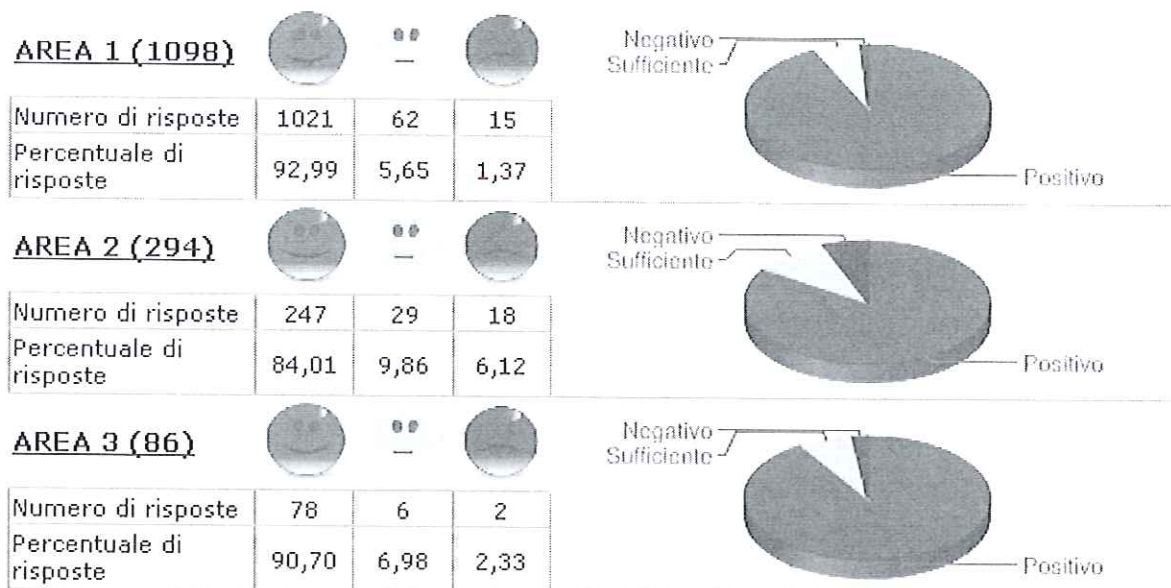 AREA 1 (1098)
Numero di risposte 1021 62 15
Percentuale di
risposte 92,99 5,65 1,37
Negativo
Sufficiente
Positivo
AREA 2 (294)
Numero di risposte 247 29 18
Percentuale di
risposte 84,01 9,86 6,12
Negativo
Sufficiente
Positivo
AREA 3 (86)
Numero di risposte 78 6 2
Percentuale di
risposte 90,70 6,98 2,33
Negativo
Sufficiente
Positivo